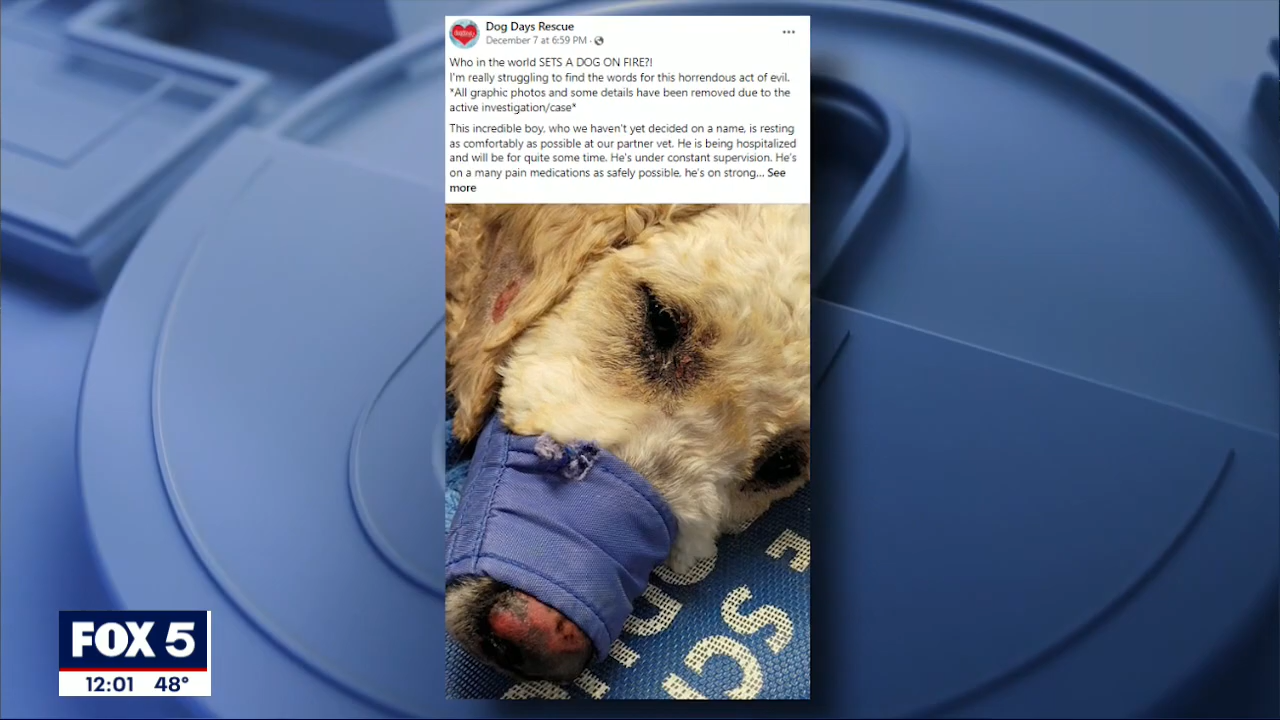 Dog Days Rescue
December 7 at 6:59 PM ·
Who in the world SETS A DOG ON FIRE?!
I'm really struggling to find the words for this horrendous act of evil.
*All graphic photos and some details have been removed due to the
active investigation/case*
This incredible boy, who we haven't yet decided on a name, is resting
as comfortably as possible at our partner vet. He is being hospitalized
and will be for quite some time. He's under constant supervision. He's
on a many pain medications as safely possible, he's on strong... See
more
FOX 5
12:01 48°